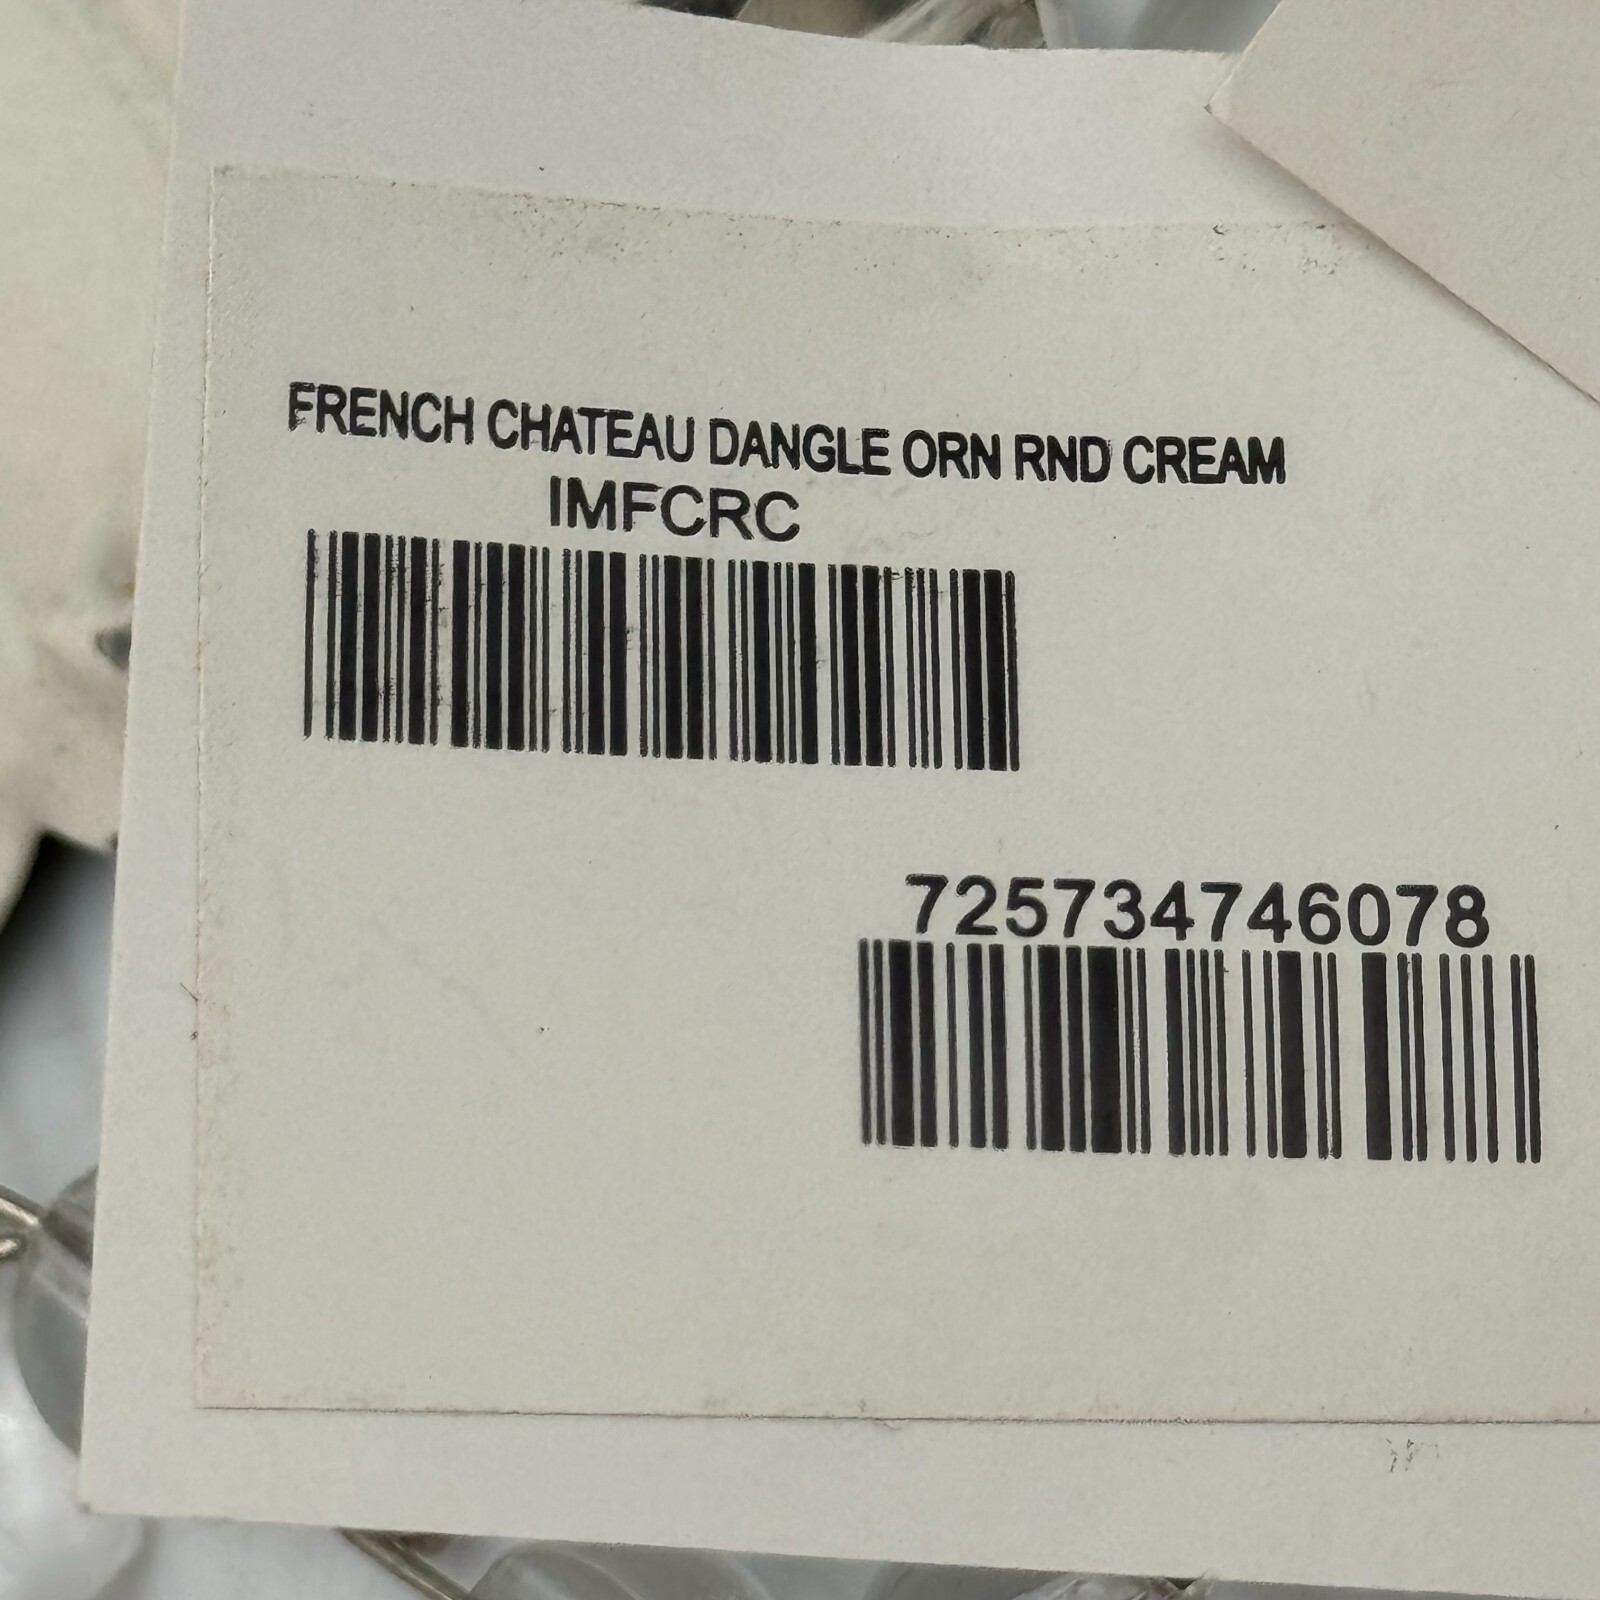 FRENCH CHATEAU DANGLE ORN RND CREAM
IMFCRC
725734746078